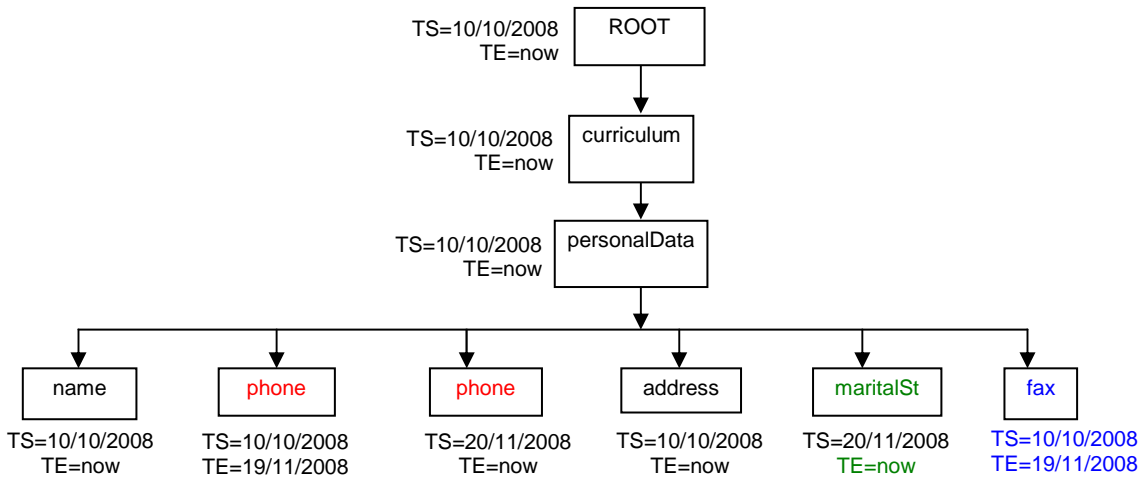 TS=10/10/2008
TE=now
ROOT
TS=10/10/2008
TE=now
curriculum
TS=10/10/2008
TE=now
personalData
name
phone
phone
address
maritalSt
fax
TS=10/10/2008
TE=now
TS=10/10/2008
TE=19/11/2008
TS=20/11/2008
TE=now
TS=10/10/2008
TE=now
TS=20/11/2008
TE=now
TS=10/10/2008
TE=19/11/2008